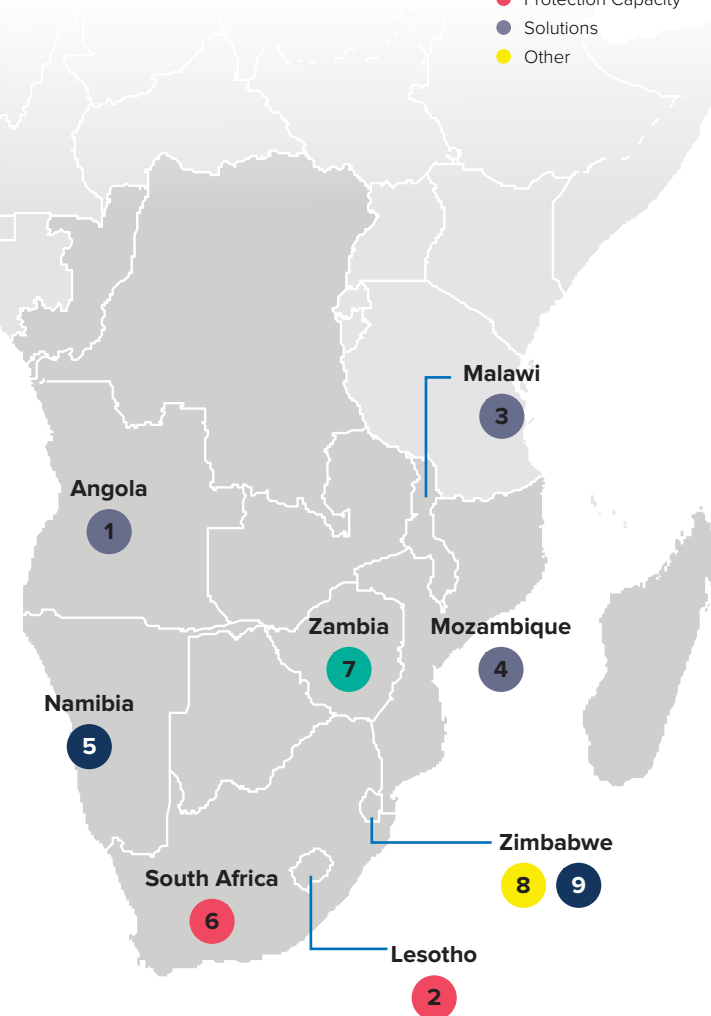 Protection Capacity
Solutions
Other
Malawi
3
Angola
1
Zambia
7
Mozambique
4
Namibia
5
Zimbabwe
8 9
South Africa
6
Lesotho
2